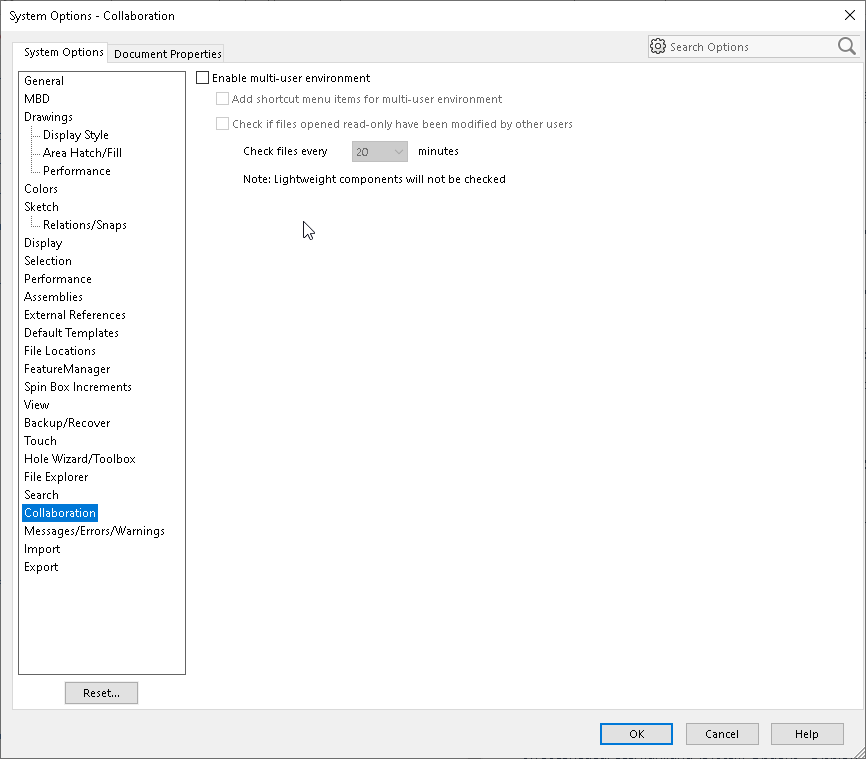 System Options - Collaboration
System Options
Document Properties
Search Options
General
MBD
Drawings
Display Style
Area Hatch/Fill
Performance
Colors
Sketch
Relations/Snaps
Display
Selection
Performance
Assemblies
External References
Default Templates
File Locations
FeatureManager
Spin Box Increments
View
Backup/Recover
Touch
Hole Wizard/Toolbox
File Explorer
Search
Collaboration
Messages/Errors/Warnings
Import
Export
Reset...
Enable multi-user environment
Add shortcut menu items for multi-user environment
Check if files opened read-only have been modified by other users
Check files every 20 minutes
Note: Lightweight components will not be checked
OK
Cancel
Help